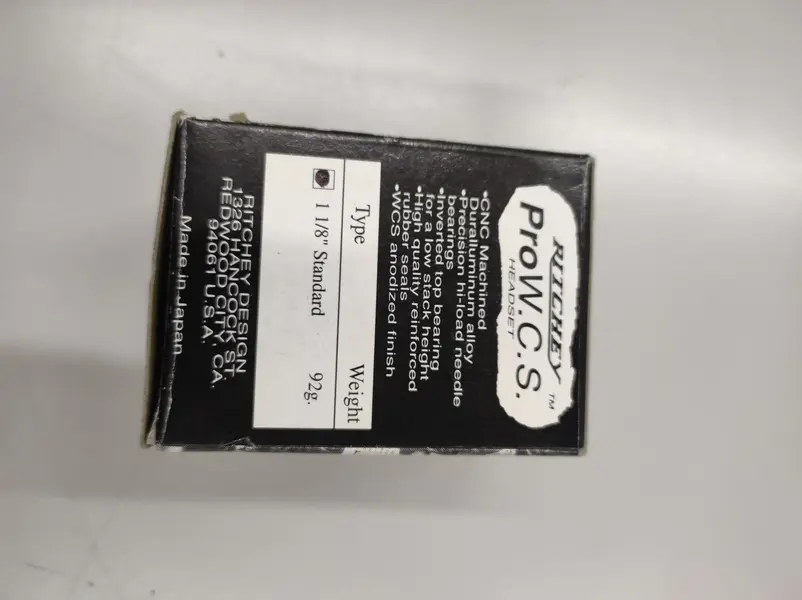 RITCHEY™
ProW.C.S.
HEADSET
•CNC Machined
Duralluminum alloy
•Precision hi-load needle
bearings
•Inverted top bearing
for a low stack height
•High quality reinforced
rubber seals
•WCS anodized finish
Type Weight
1 1/8" Standard 92g.
RITCHEY DESIGN
1326 HANCOCK ST.
REDWOOD CITY, CA.
94061 U.S.A.
Made in Japan